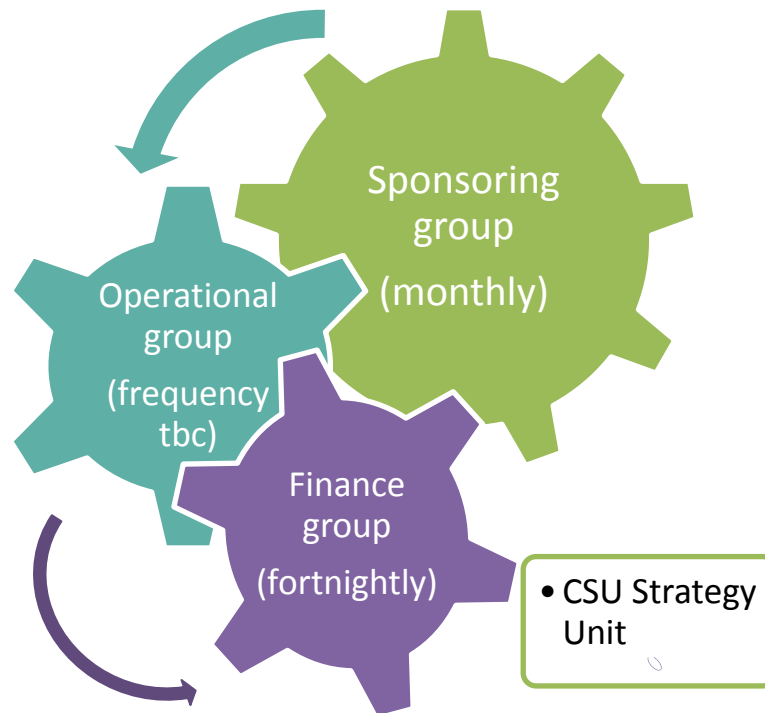 Sponsoring
group
(monthly)
Operational
group
(frequency
tbc)
Finance
group
(fortnightly)
• CSU Strategy
Unit